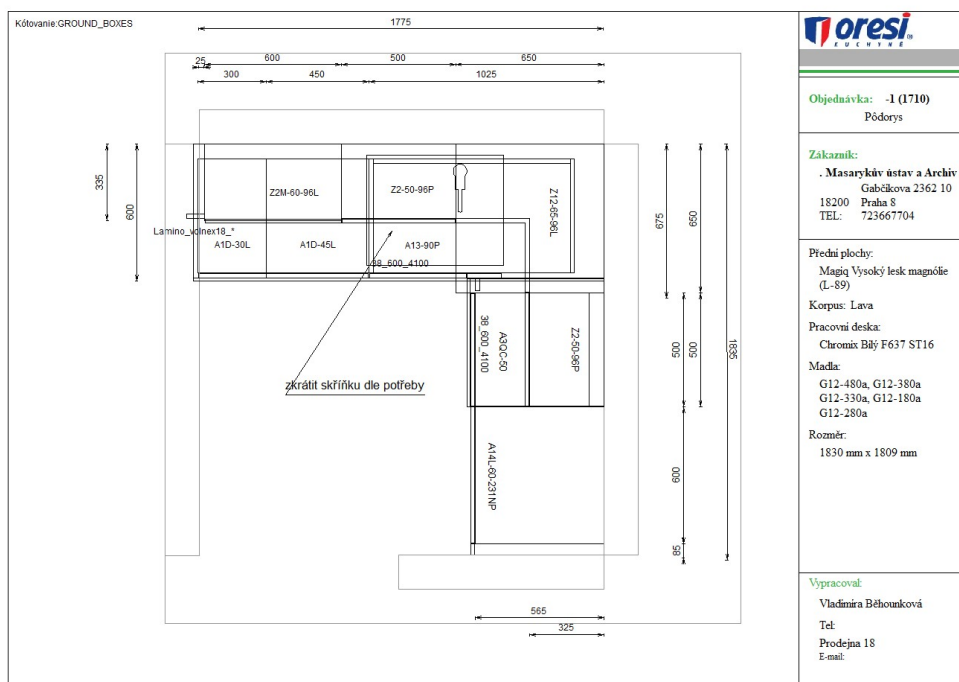 Kótovanie:GROUND_BOXES
1775
25
600
500
650
300
450
1025
335
600
Z2M-60-96L
Z2-50-96P
Z12-65-96L
Lamino_volnex18_*
A1D-30L
A1D-45L
A13-90P
38_600_4100
675
650
38_600_4100
A3QC-50
Z2-50-96P
500
500
1835
zkrátit skříňku dle potřeby
A14L-60-231NP
600
85
565
325
oresi
KUCHYNĚ
Objednávka: -1 (1710)
Pôdorys
Zákazník:
. Masarykův ústav a Archiv
Gabčikova 2362 10
18200 Praha 8
TEL: 723667704
Přední plochy:
Magiq Vysoký lesk magnólie
(L-89)
Korpus: Lava
Pracovní deska:
Chromix Bílý F637 ST16
Madla:
G12-480a, G12-380a
G12-330a, G12-180a
G12-280a
Rozměr:
1830 mm x 1809 mm
Vypracoval:
Vladimira Běhounková
Tel:
Prodejna 18
E-mail: